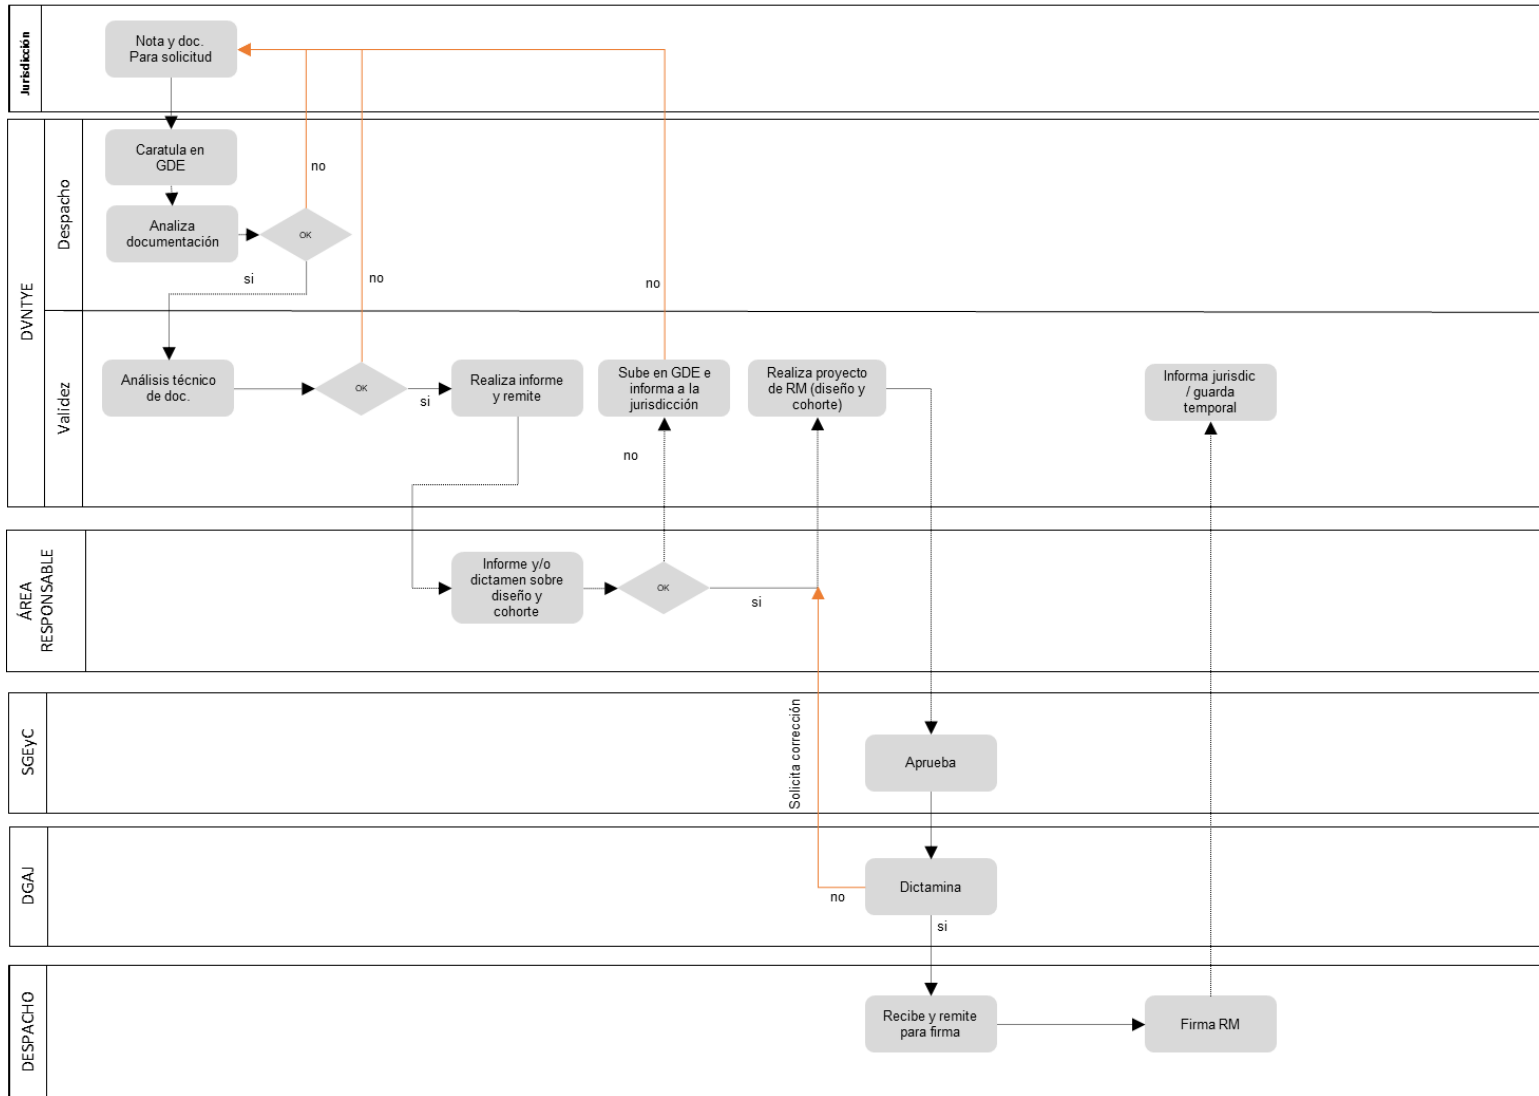 Jurisdicción
Nota y doc.
Para solicitud
DVNTYE
Despacho
Caratula en
GDE
Analiza
documentación
OK
no
si
no
no
Validez
Análisis técnico
de doc.
OK
si
Realiza informe
y remite
Sube en GDE e
informa a la
jurisdicción
no
Realiza proyecto
de RM (diseño y
cohorte)
Informa jurisdic
/ guarda
temporal
ÁREA
RESPONSABLE
Informe y/o
dictamen sobre
diseño y
cohorte
OK
si
Solicita corrección
SGEyC
Aprueba
DGAJ
Dictamina
no
si
DESPACHO
Recibe y remite
para firma
Firma RM